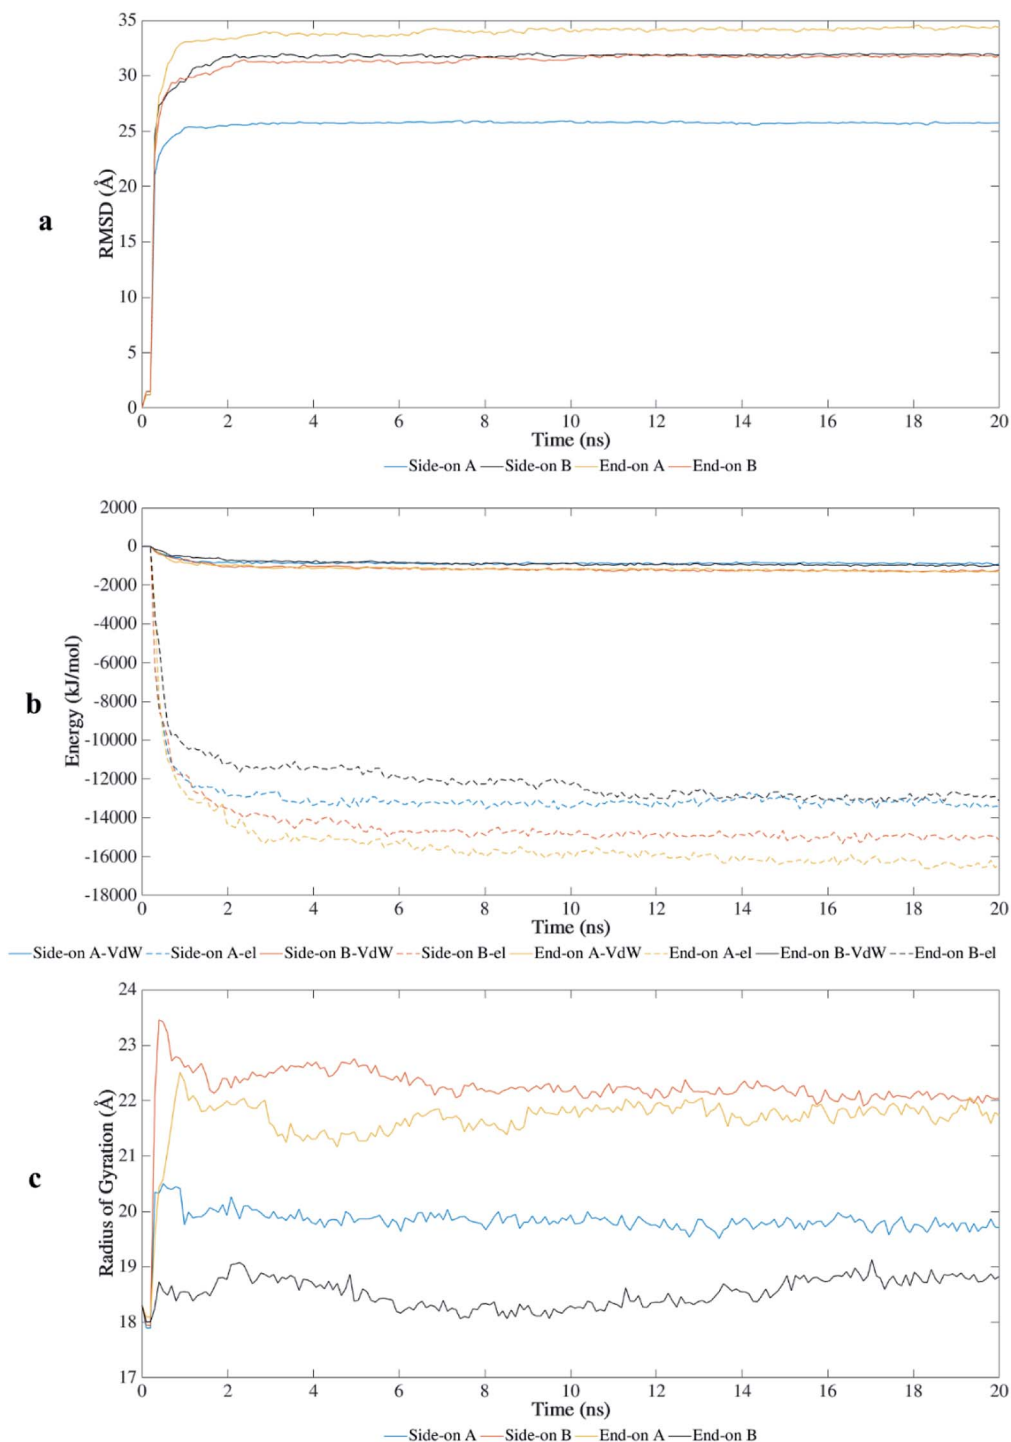 a
RMSD (Å)
35
30
25
20
15
10
5
0
0 2 4 6 8 10 12 14 16 18 20
Time (ns)
Side-on A Side-on B End-on A End-on B
b
Energy (kJ/mol)
2000
0
-2000
-4000
-6000
-8000
-10000
-12000
-14000
-16000
-18000
0 2 4 6 8 10 12 14 16 18 20
Time (ns)
Side-on A-VdW Side-on A-el Side-on B-VdW Side-on B-el End-on A-VdW End-on A-el End-on B-VdW End-on B-el
c
Radius of Gyration (Å)
24
23
22
21
20
19
18
17
0 2 4 6 8 10 12 14 16 18 20
Time (ns)
Side-on A Side-on B End-on A End-on B